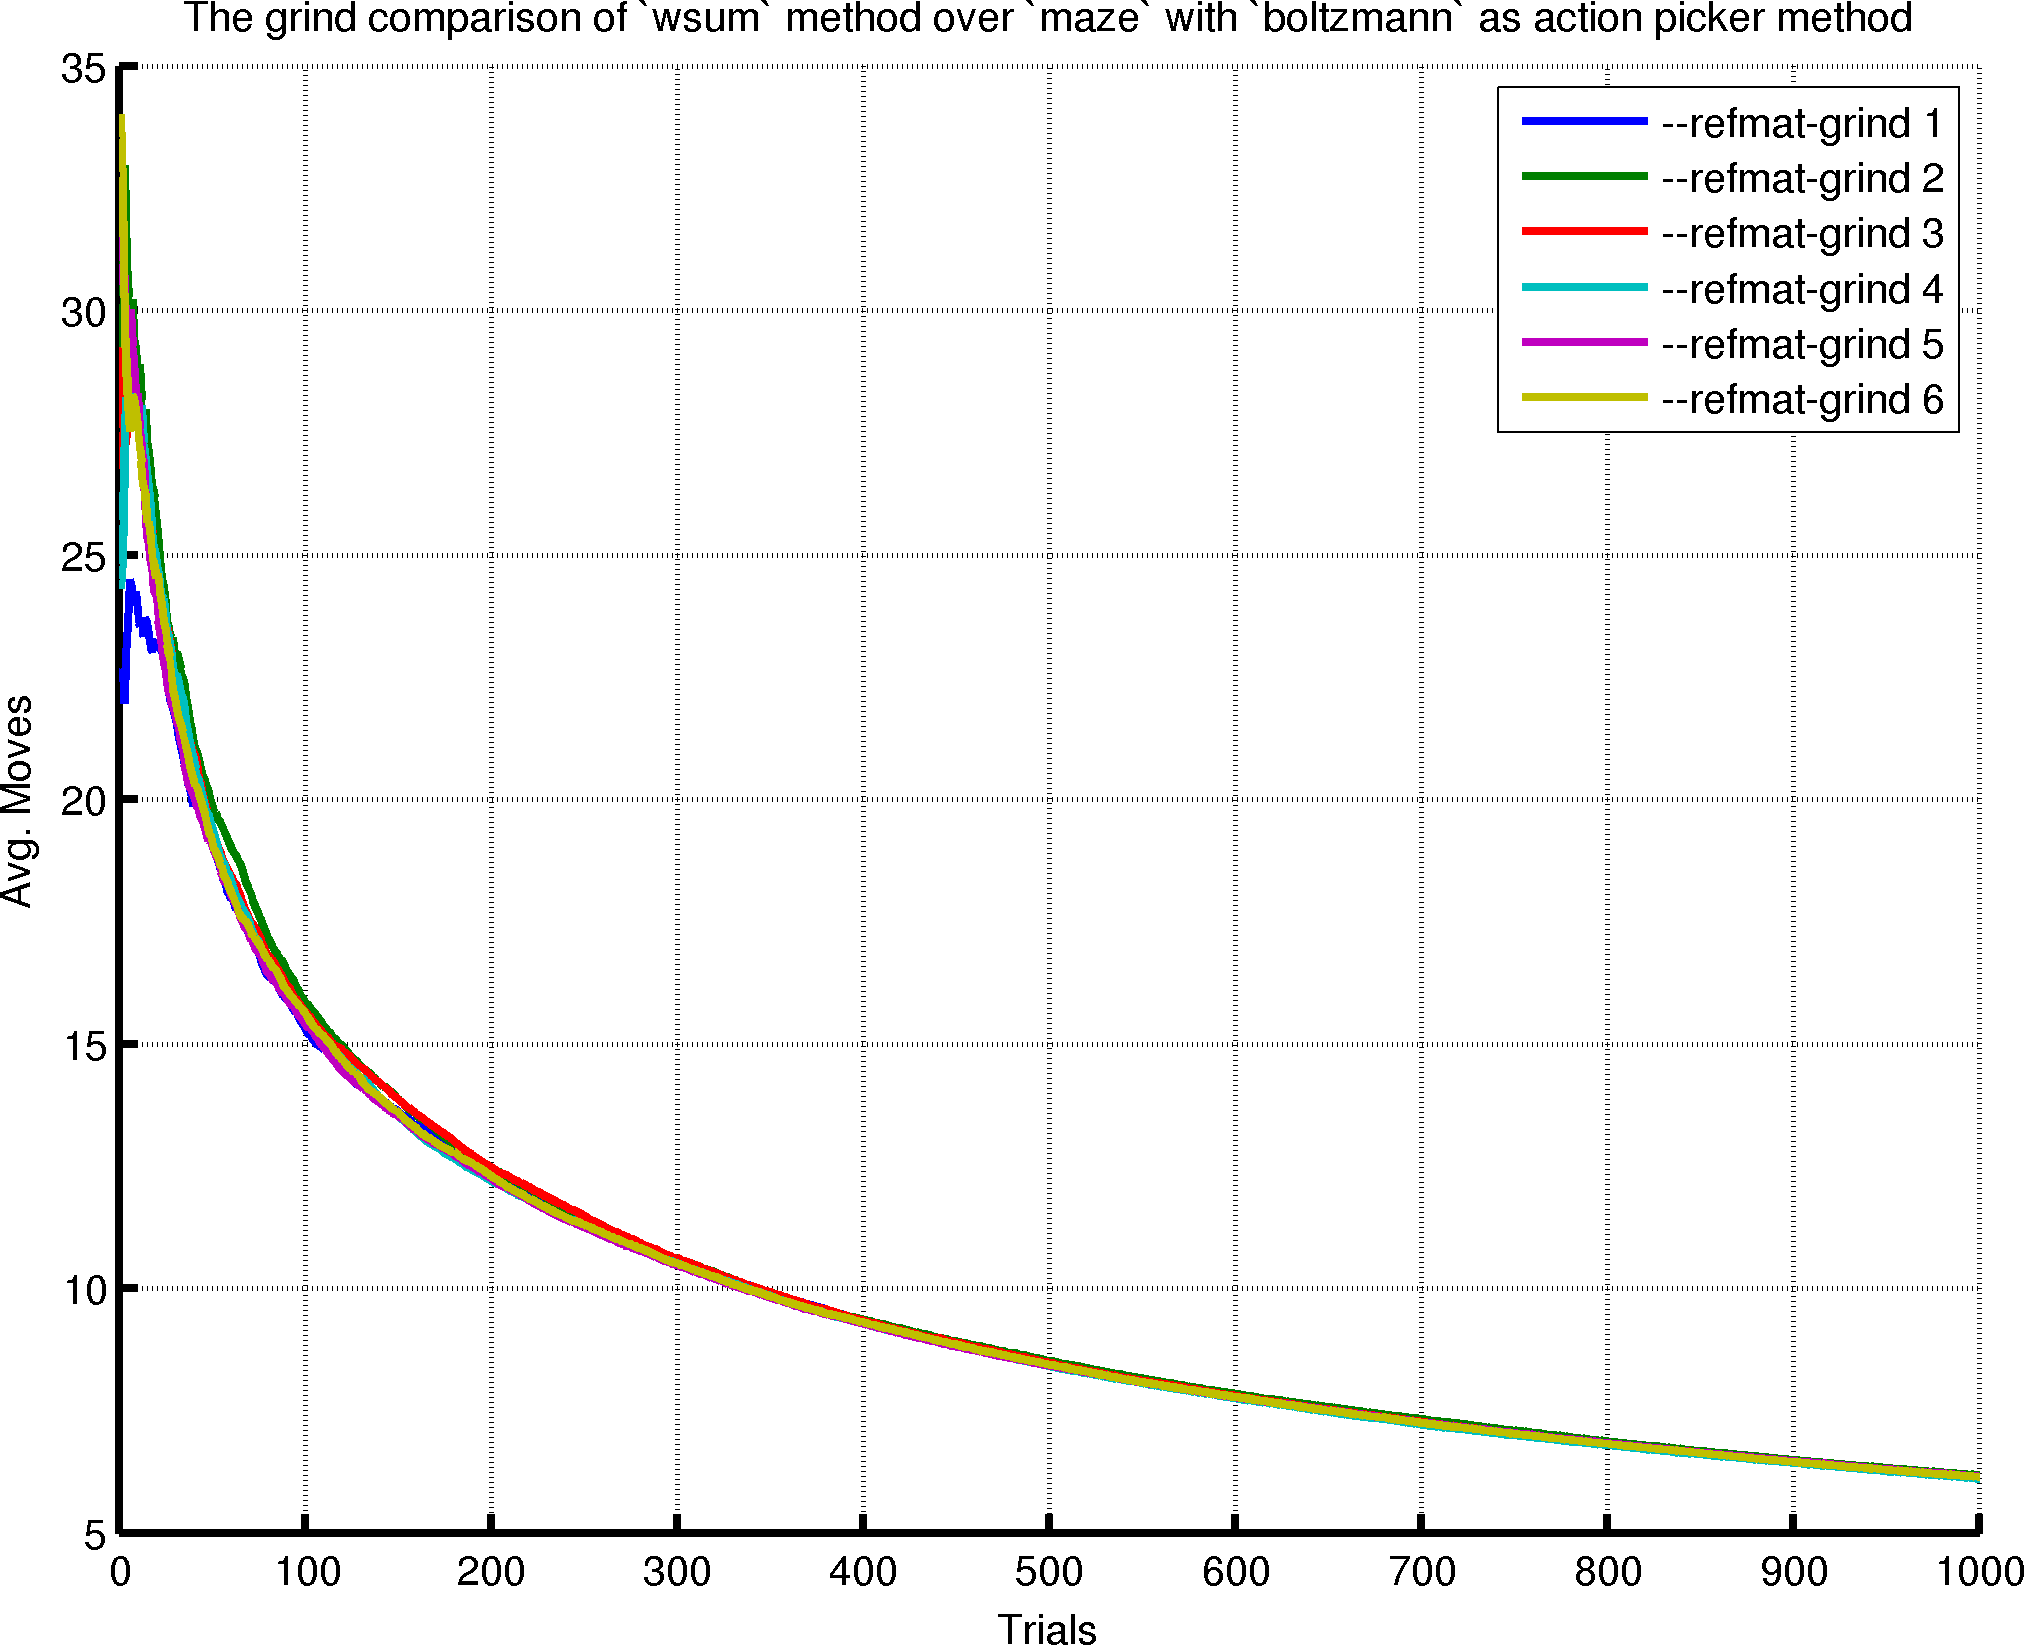 The grind comparison of `wsum` method over `maze` with `boltzmann` as action picker method
35
30
25
20
15
10
5
Avg. Moves
--refmat-grind 1
--refmat-grind 2
--refmat-grind 3
--refmat-grind 4
--refmat-grind 5
--refmat-grind 6
0 100 200 300 400 500 600 700 800 900 1000
Trials